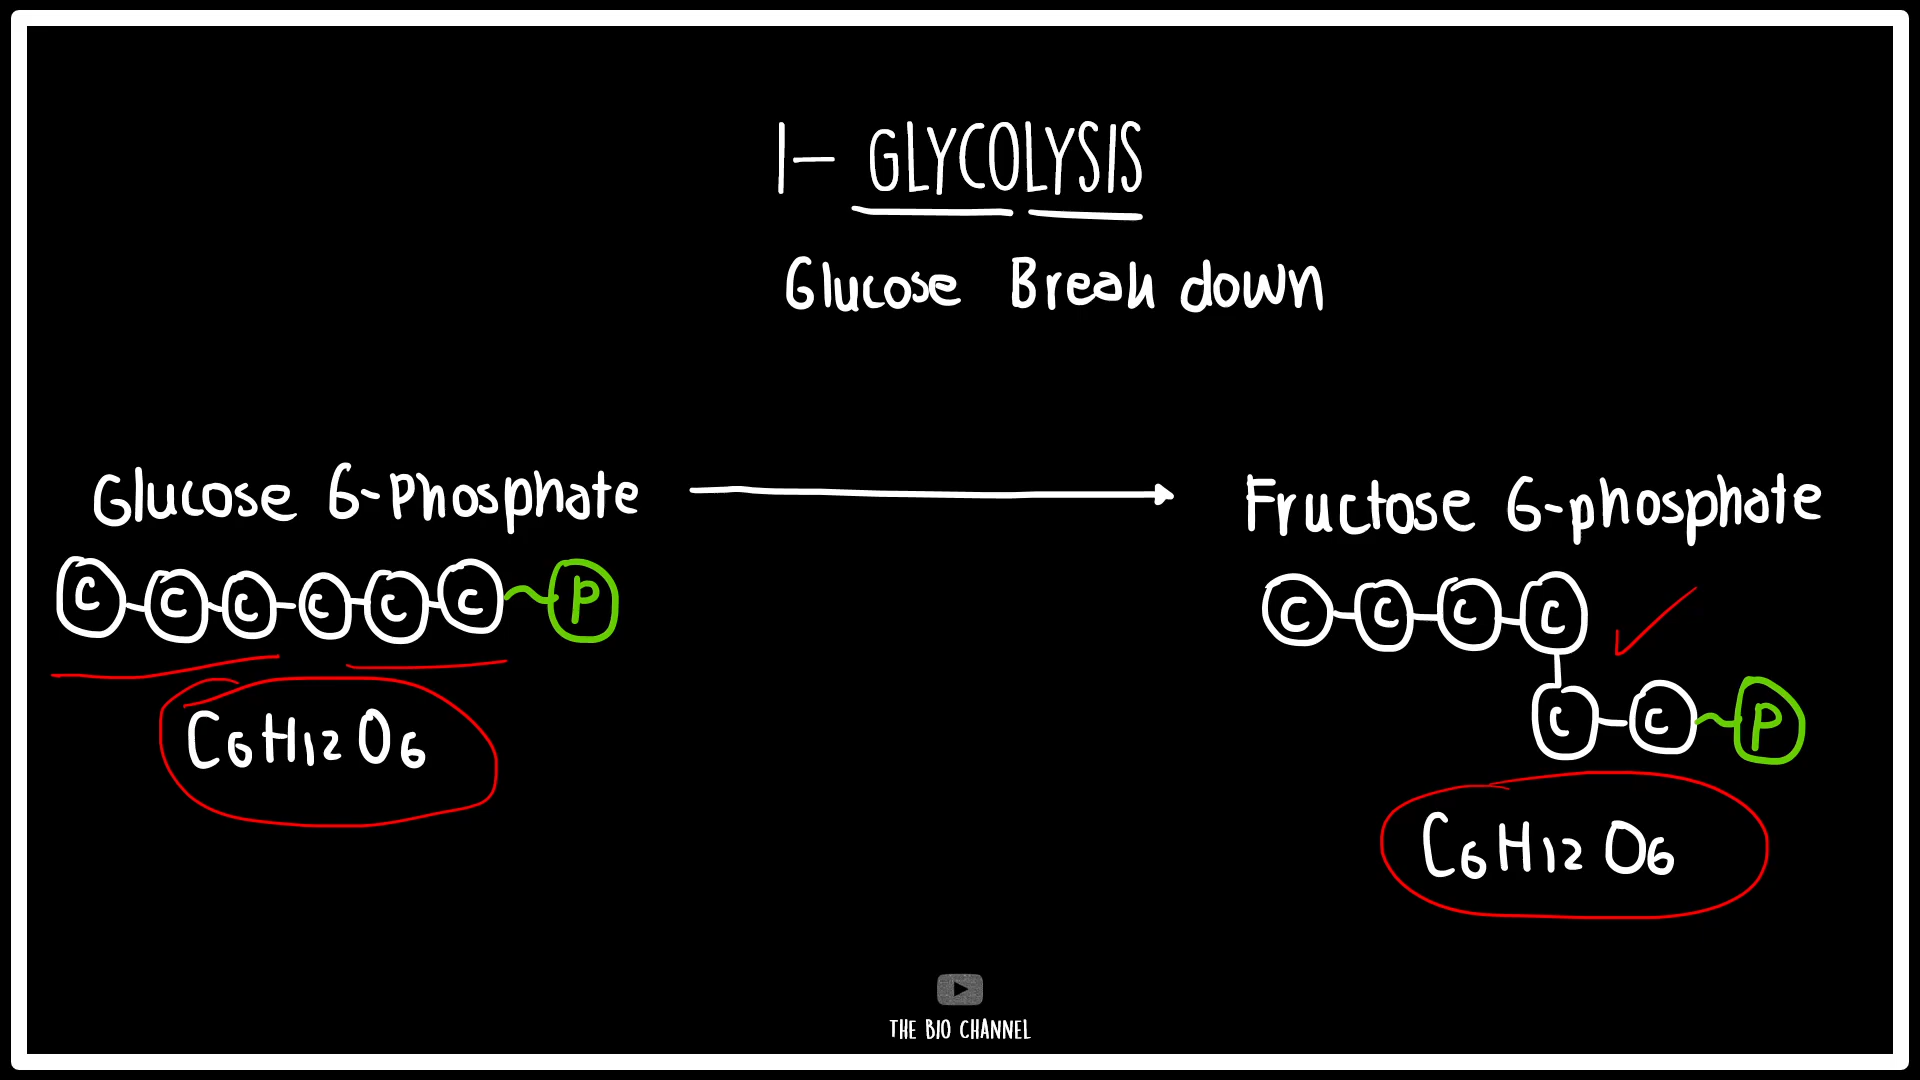 1- GLYCOLYSIS
Glucose Break down
Glucose 6-Phosphate
Fructose 6-phosphate
C-C-C-C-C-C~P
C-C-C-C
C-C~P
C6H12O6
C6H12O6
THE BIO CHANNEL